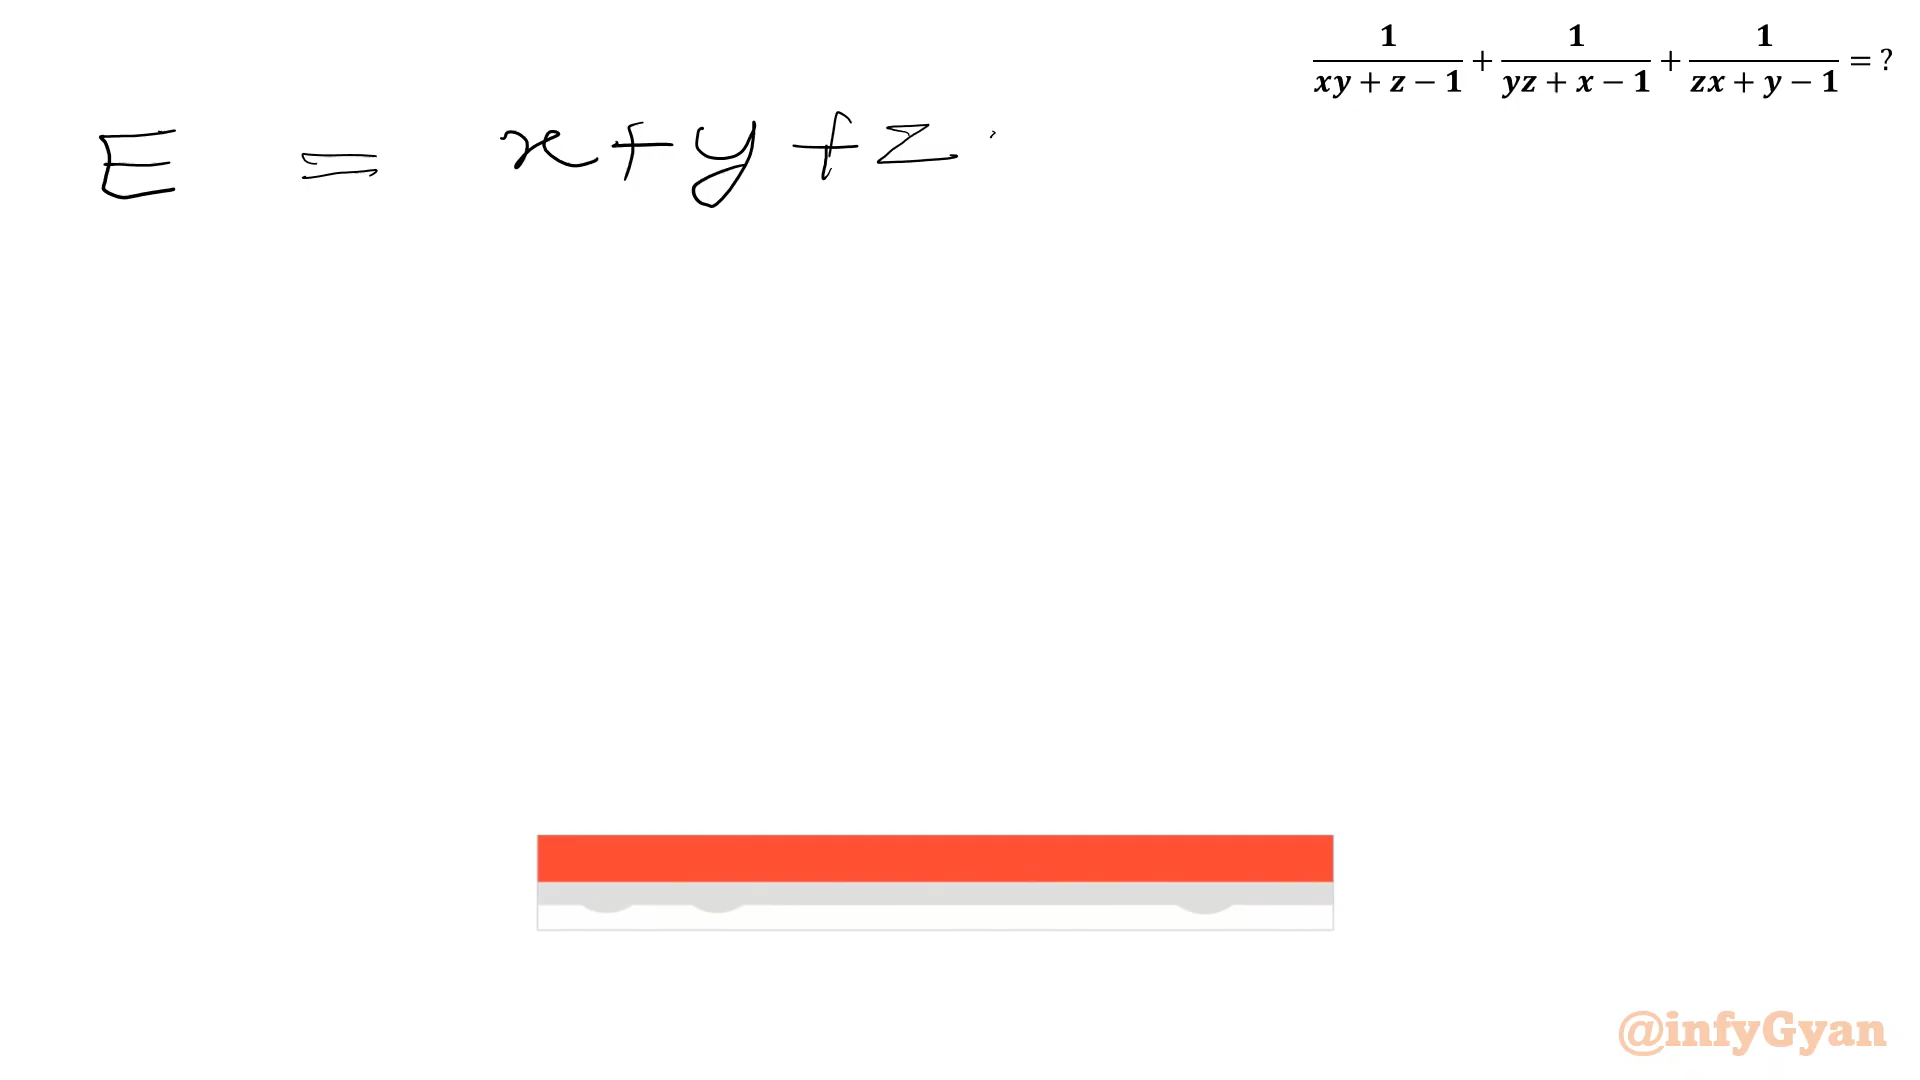 1/(xy + z − 1) + 1/(yz + x − 1) + 1/(zx + y − 1) = ?
E = x+y+z
@infyGyan